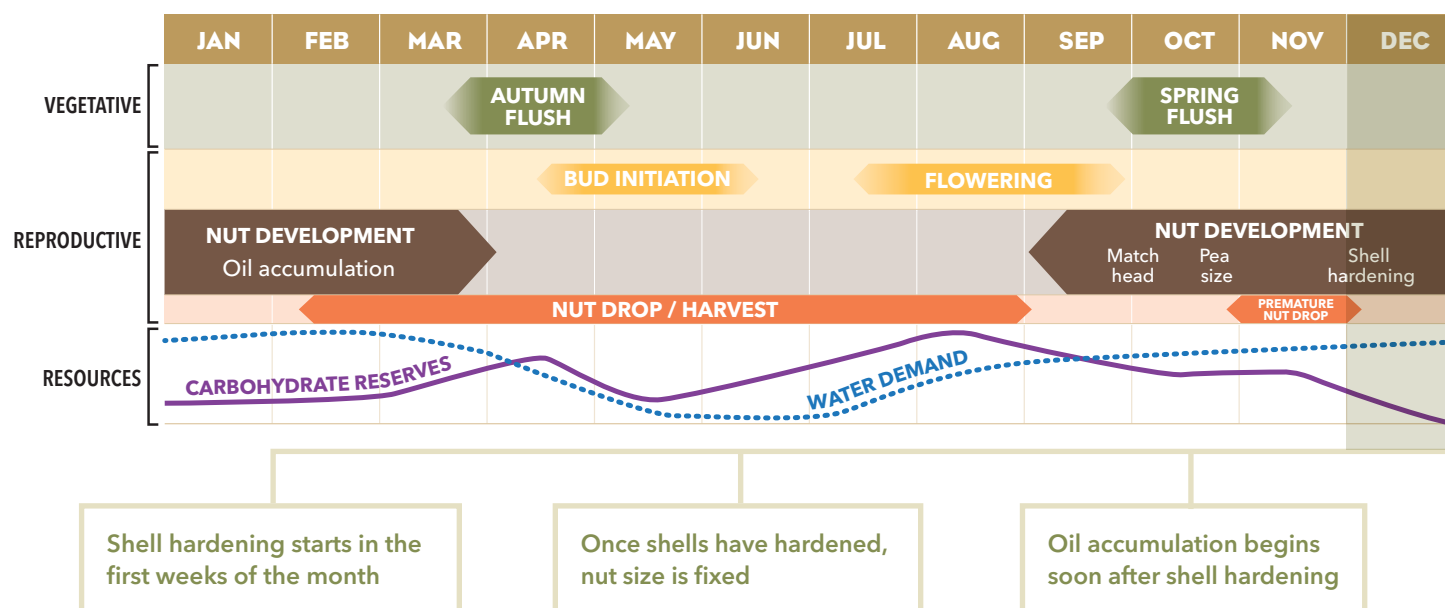 JAN FEB MAR APR MAY JUN JUL AUG SEP OCT NOV DEC
VEGETATIVE
AUTUMN
FLUSH
SPRING
FLUSH
BUD INITIATION
FLOWERING
REPRODUCTIVE
NUT DEVELOPMENT
Oil accumulation
NUT DEVELOPMENT
Match
head
Pea
size
Shell
hardening
NUT DROP / HARVEST
PREMATURE
NUT DROP
RESOURCES
CARBOHYDRATE RESERVES
WATER DEMAND
Shell hardening starts in the
first weeks of the month
Once shells have hardened,
nut size is fixed
Oil accumulation begins
soon after shell hardening